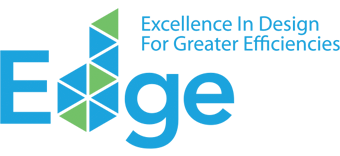 Excellence In Design
For Greater Efficiencies
Edge